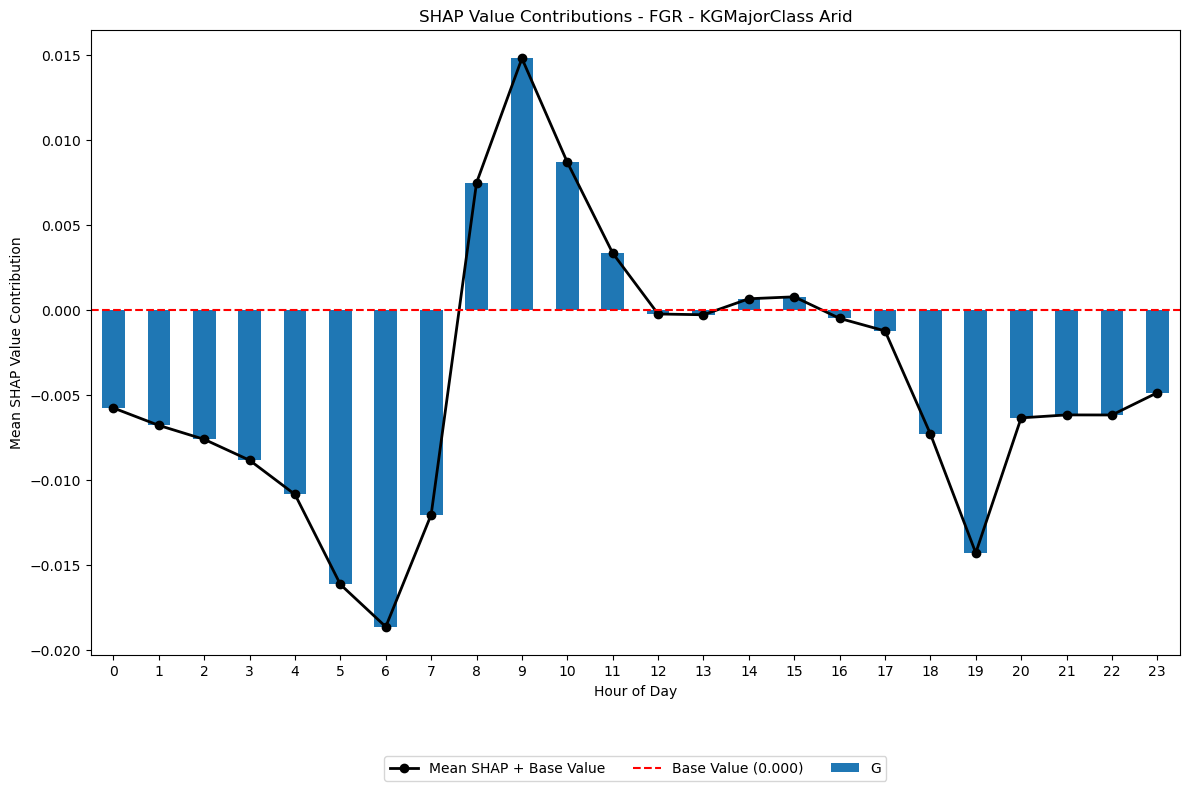 SHAP Value Contributions - FGR - KGMajorClass Arid
Mean SHAP Value Contribution
0.015
0.010
0.005
0.000
−0.005
−0.010
−0.015
−0.020
0 1 2 3 4 5 6 7 8 9 10 11 12 13 14 15 16 17 18 19 20 21 22 23
Hour of Day
Mean SHAP + Base Value Base Value (0.000) G